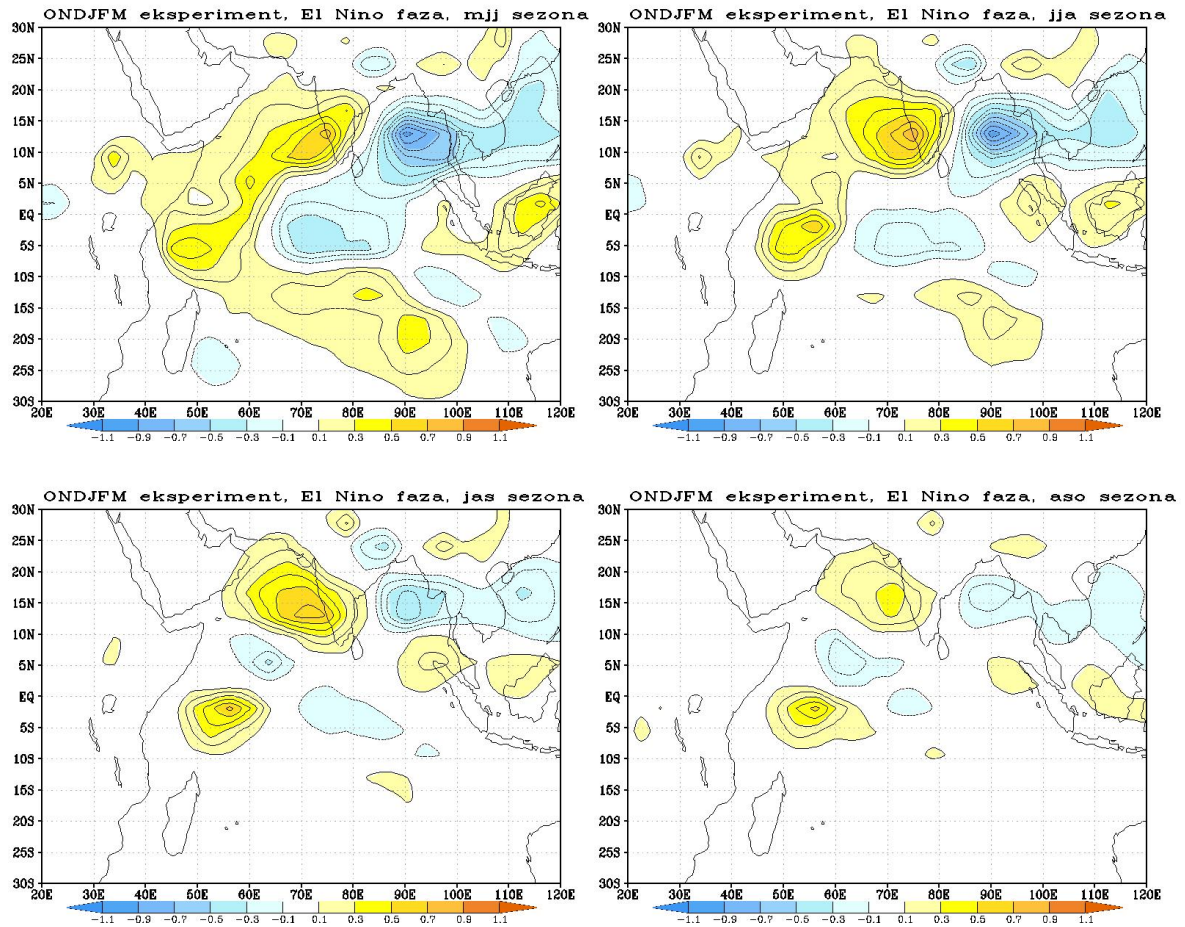 ONDJFM eksperiment, El Nino faza, mjj sezona
30N
25N
20N
15N
10N
5N
EQ
5S
10S
15S
20S
25S
30S
20E 30E 40E 50E 60E 70E 80E 90E 100E 110E 120E
-1.1 -0.9 -0.7 -0.5 -0.3 -0.1 0.1 0.3 0.5 0.7 0.9 1.1
ONDJFM eksperiment, El Nino faza, jja sezona
30N
25N
20N
15N
10N
5N
EQ
5S
10S
15S
20S
25S
30S
20E 30E 40E 50E 60E 70E 80E 90E 100E 110E 120E
-1.1 -0.9 -0.7 -0.5 -0.3 -0.1 0.1 0.3 0.5 0.7 0.9 1.1
ONDJFM eksperiment, El Nino faza, jas sezona
30N
25N
20N
15N
10N
5N
EQ
5S
10S
15S
20S
25S
30S
20E 30E 40E 50E 60E 70E 80E 90E 100E 110E 120E
-1.1 -0.9 -0.7 -0.5 -0.3 -0.1 0.1 0.3 0.5 0.7 0.9 1.1
ONDJFM eksperiment, El Nino faza, aso sezona
30N
25N
20N
15N
10N
5N
EQ
5S
10S
15S
20S
25S
30S
20E 30E 40E 50E 60E 70E 80E 90E 100E 110E 120E
-1.1 -0.9 -0.7 -0.5 -0.3 -0.1 0.1 0.3 0.5 0.7 0.9 1.1